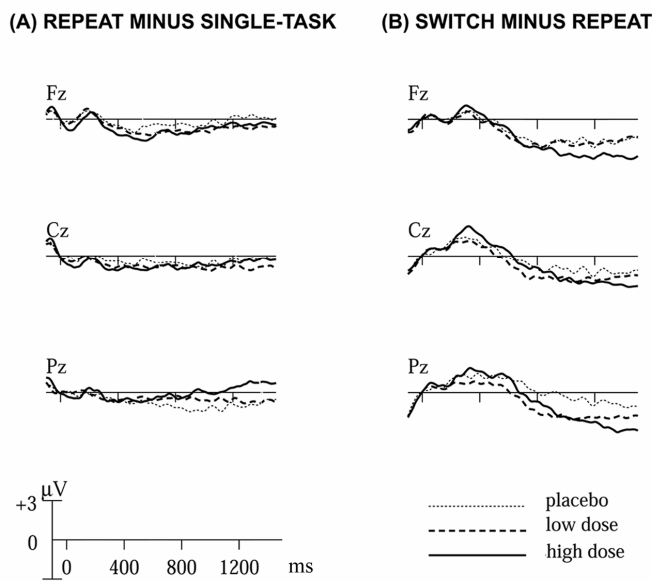 (A) REPEAT MINUS SINGLE-TASK
(B) SWITCH MINUS REPEAT
Fz
Fz
Cz
Cz
Pz
Pz
μV
+3
0
0 400 800 1200 ms
placebo
low dose
high dose